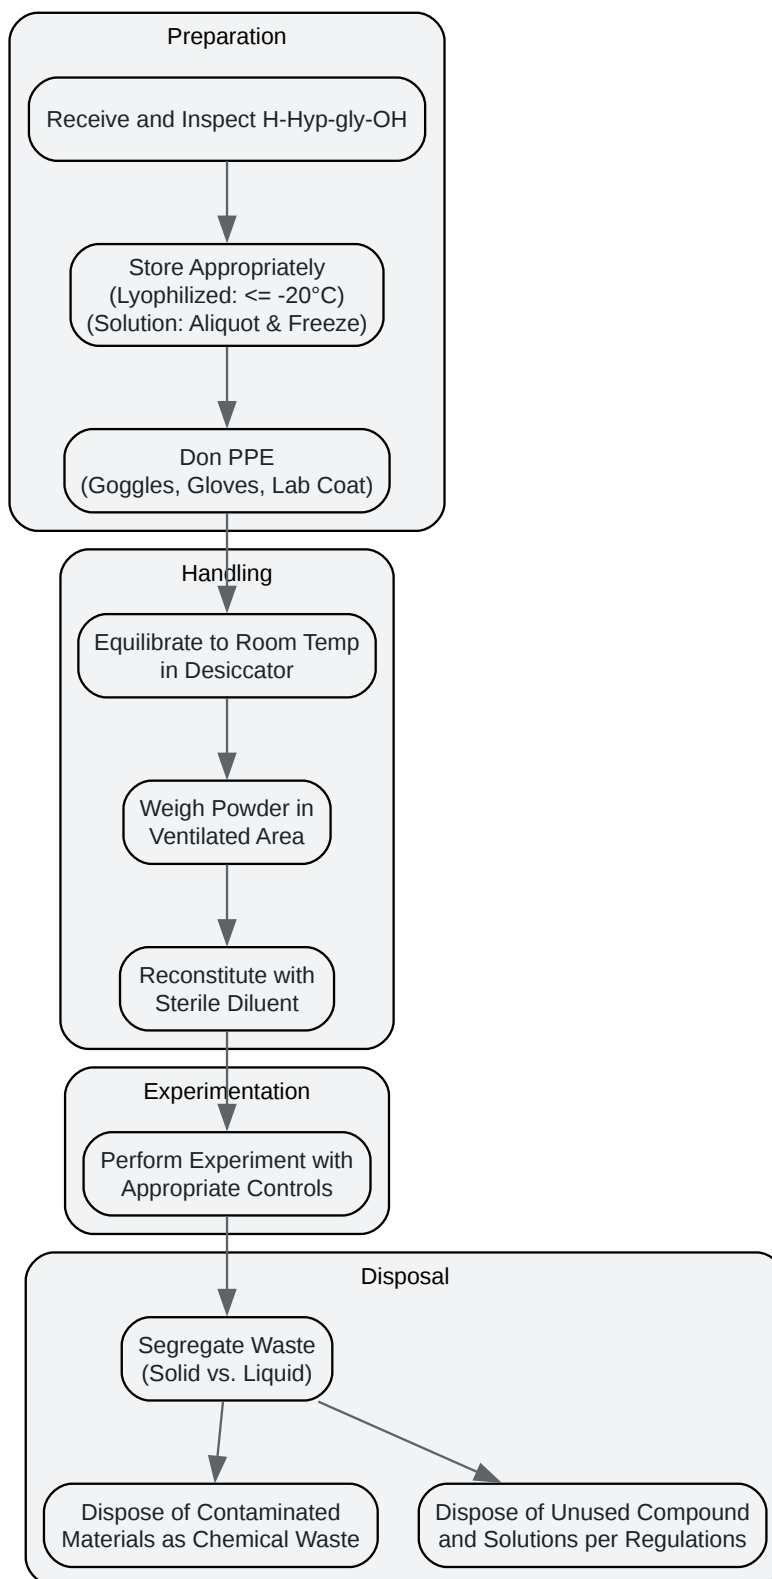 Preparation
Receive and Inspect H-Hyp-gly-OH
Store Appropriately
(Lyophilized: <= -20°C)
(Solution: Aliquot & Freeze)
Don PPE
(Goggles, Gloves, Lab Coat)
Handling
Equilibrate to Room Temp
in Desiccator
Weigh Powder in
Ventilated Area
Reconstitute with
Sterile Diluent
Experimentation
Perform Experiment with
Appropriate Controls
Disposal
Segregate Waste
(Solid vs. Liquid)
Dispose of Contaminated
Materials as Chemical Waste
Dispose of Unused Compound
and Solutions per Regulations